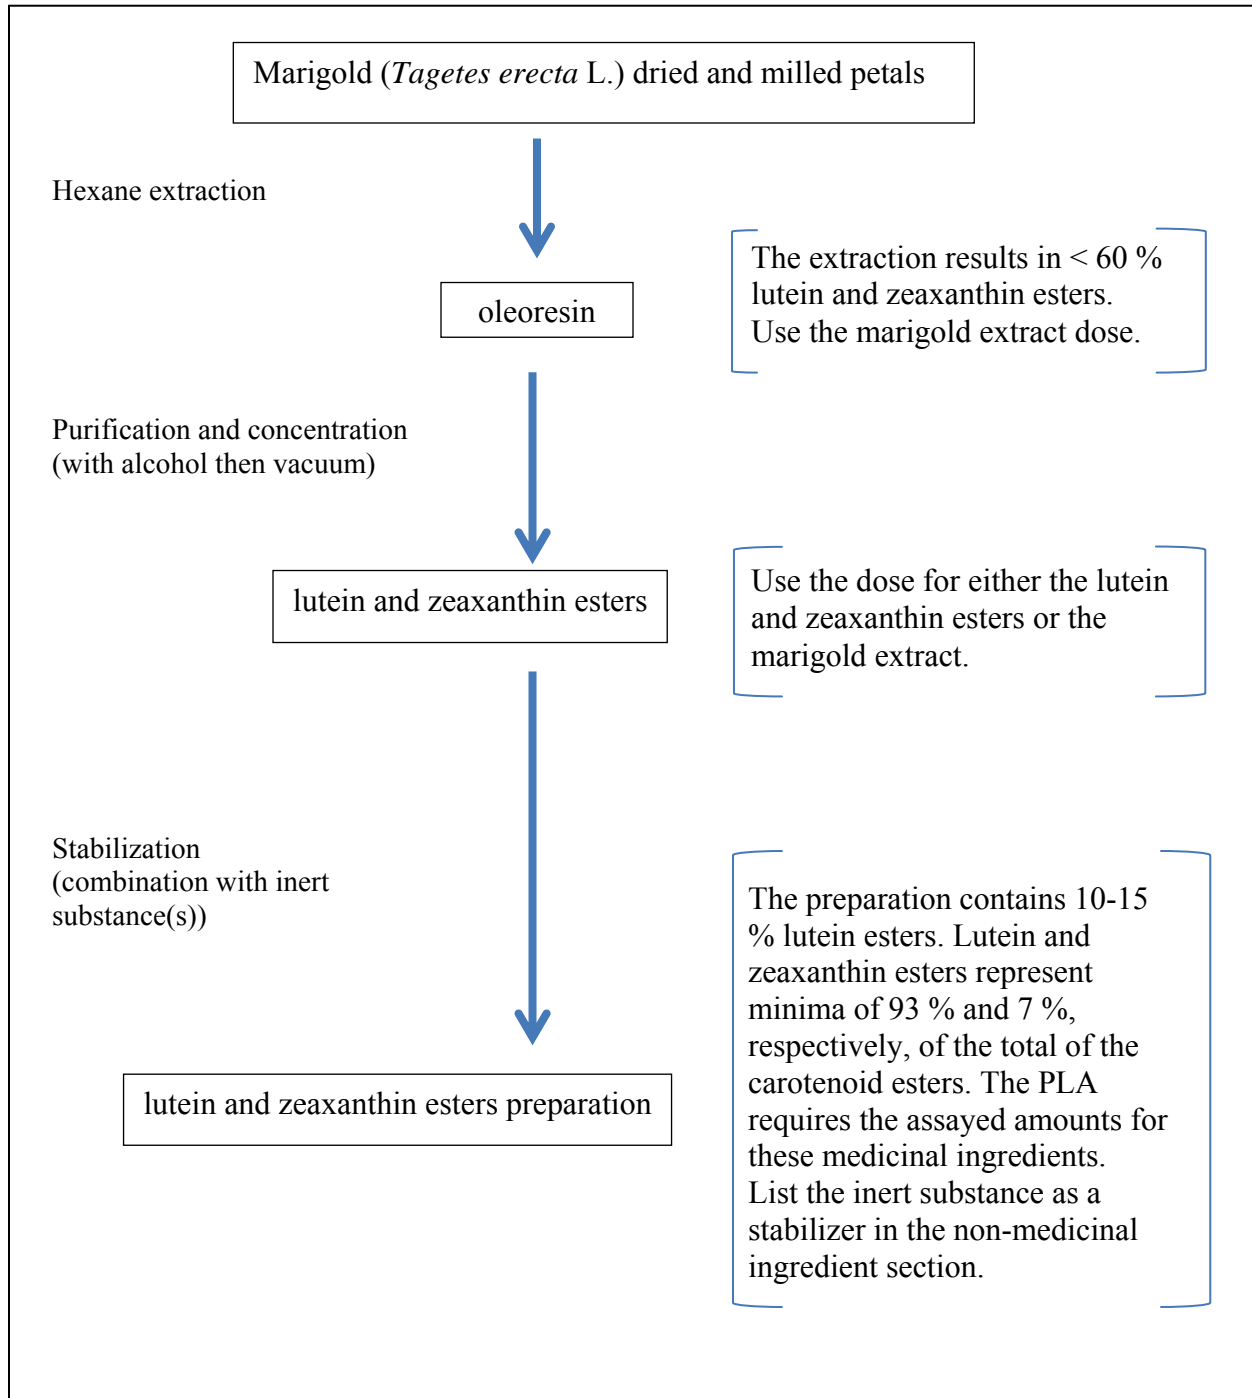 Marigold (Tagetes erecta L.) dried and milled petals
Hexane extraction
The extraction results in < 60 %
lutein and zeaxanthin esters.
Use the marigold extract dose.
oleoresin
Purification and concentration
(with alcohol then vacuum)
Use the dose for either the lutein
and zeaxanthin esters or the
marigold extract.
lutein and zeaxanthin esters
Stabilization
(combination with inert
substance(s))
The preparation contains 10-15
% lutein esters. Lutein and
zeaxanthin esters represent
minima of 93 % and 7 %,
respectively, of the total of the
carotenoid esters. The PLA
requires the assayed amounts for
these medicinal ingredients.
List the inert substance as a
stabilizer in the non-medicinal
ingredient section.
lutein and zeaxanthin esters preparation